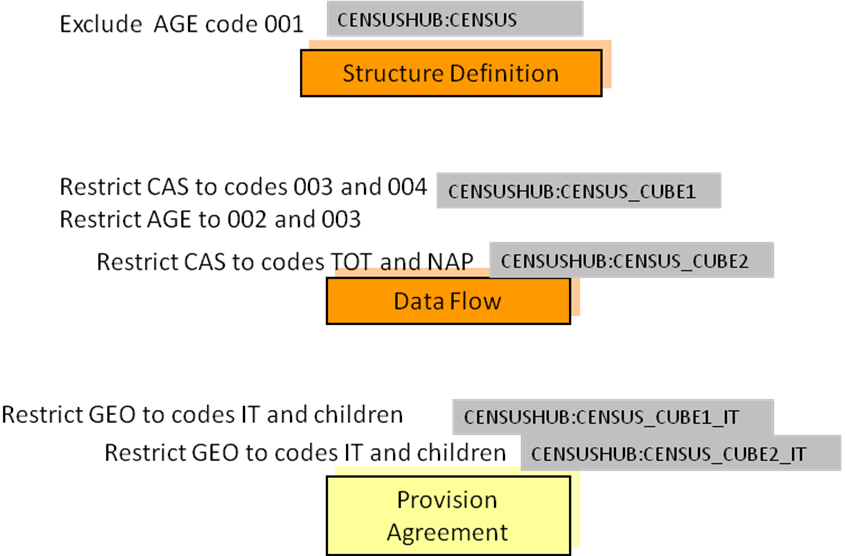 Exclude  AGE code 001
CENSUSHUB:CENSUS
Structure Definition
Restrict CAS to codes 003 and 004
CENSUSHUB:CENSUS_CUBE1
Restrict AGE to 002 and 003
Restrict CAS to codes TOT and NAP
CENSUSHUB:CENSUS_CUBE2
Data Flow
Restrict GEO to codes IT and children
CENSUSHUB:CENSUS_CUBE1_IT
Restrict GEO to codes IT and children
CENSUSHUB:CENSUS_CUBE2_IT
Provision
Agreement